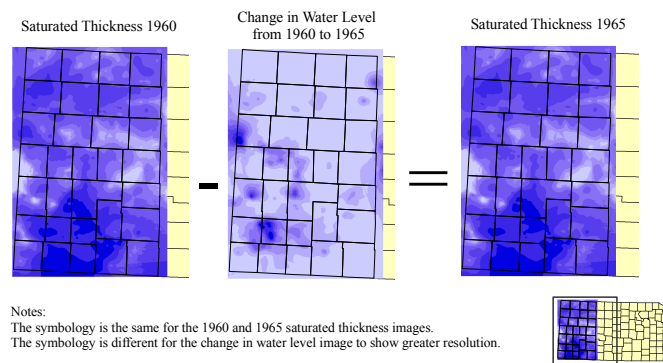 Saturated Thickness 1960
Change in Water Level
from 1960 to 1965
Saturated Thickness 1965
Notes:
The symbology is the same for the 1960 and 1965 saturated thickness images.
The symbology is different for the change in water level image to show greater resolution.